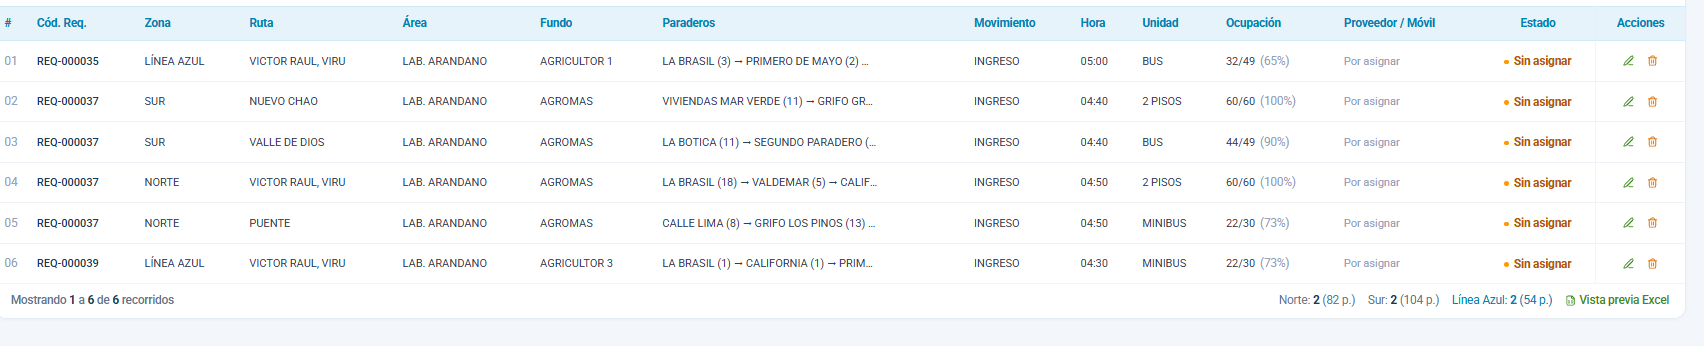 # Cód. Req. Zona Ruta Área Fundo Paraderos Movimiento Hora Unidad Ocupación Proveedor / Móvil Estado Acciones
01 REQ-000035 LÍNEA AZUL VICTOR RAUL, VIRU LAB. ARANDANO AGRICULTOR 1 LA BRASIL (3) → PRIMERO DE MAYO (2) ... INGRESO 05:00 BUS 32/49 (65%) Por asignar Sin asignar
02 REQ-000037 SUR NUEVO CHAO LAB. ARANDANO AGROMAS VIVIENDAS MAR VERDE (11) → GRIFO GR... INGRESO 04:40 2 PISOS 60/60 (100%) Por asignar Sin asignar
03 REQ-000037 SUR VALLE DE DIOS LAB. ARANDANO AGROMAS LA BOTICA (11) → SEGUNDO PARADERO (... INGRESO 04:40 BUS 44/49 (90%) Por asignar Sin asignar
04 REQ-000037 NORTE VICTOR RAUL, VIRU LAB. ARANDANO AGROMAS LA BRASIL (18) → VALDEMAR (5) → CALIF... INGRESO 04:50 2 PISOS 60/60 (100%) Por asignar Sin asignar
05 REQ-000037 NORTE PUENTE LAB. ARANDANO AGROMAS CALLE LIMA (8) → GRIFO LOS PINOS (13) ... INGRESO 04:50 MINIBUS 22/30 (73%) Por asignar Sin asignar
06 REQ-000039 LÍNEA AZUL VICTOR RAUL, VIRU LAB. ARANDANO AGRICULTOR 3 LA BRASIL (1) → CALIFORNIA (1) → PRIM... INGRESO 04:30 MINIBUS 22/30 (73%) Por asignar Sin asignar
Mostrando 1 a 6 de 6 recorridos Norte: 2 (82 p.) Sur: 2 (104 p.) Línea Azul: 2 (54 p.) Vista previa Excel